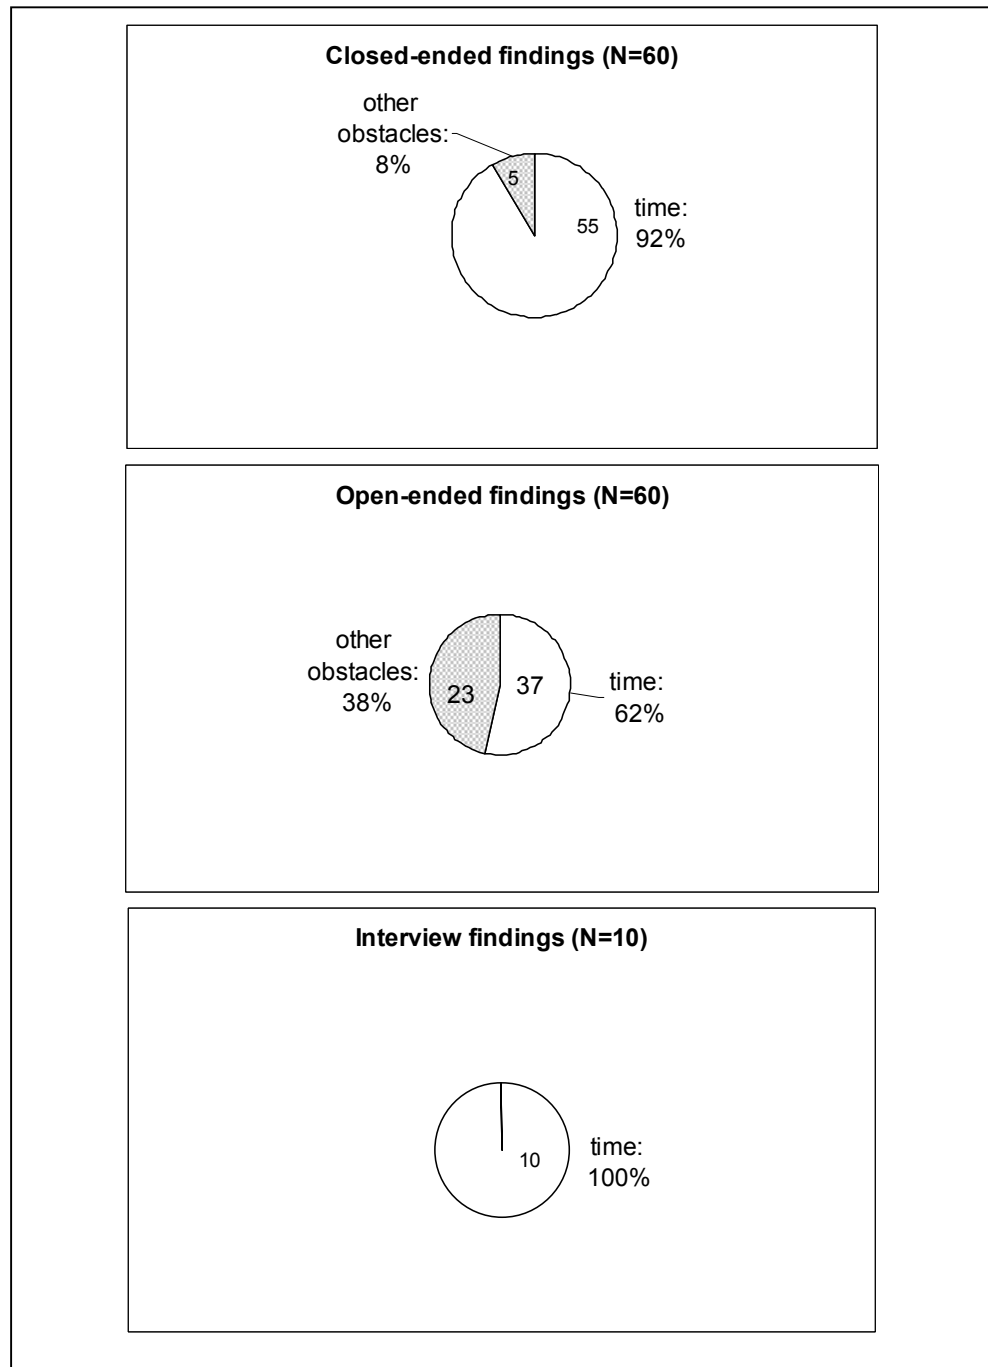 Closed-ended findings (N=60)
other
obstacles:
8%
5
55
time:
92%
Open-ended findings (N=60)
other
obstacles:
38%
23
37
time:
62%
Interview findings (N=10)
10
time:
100%